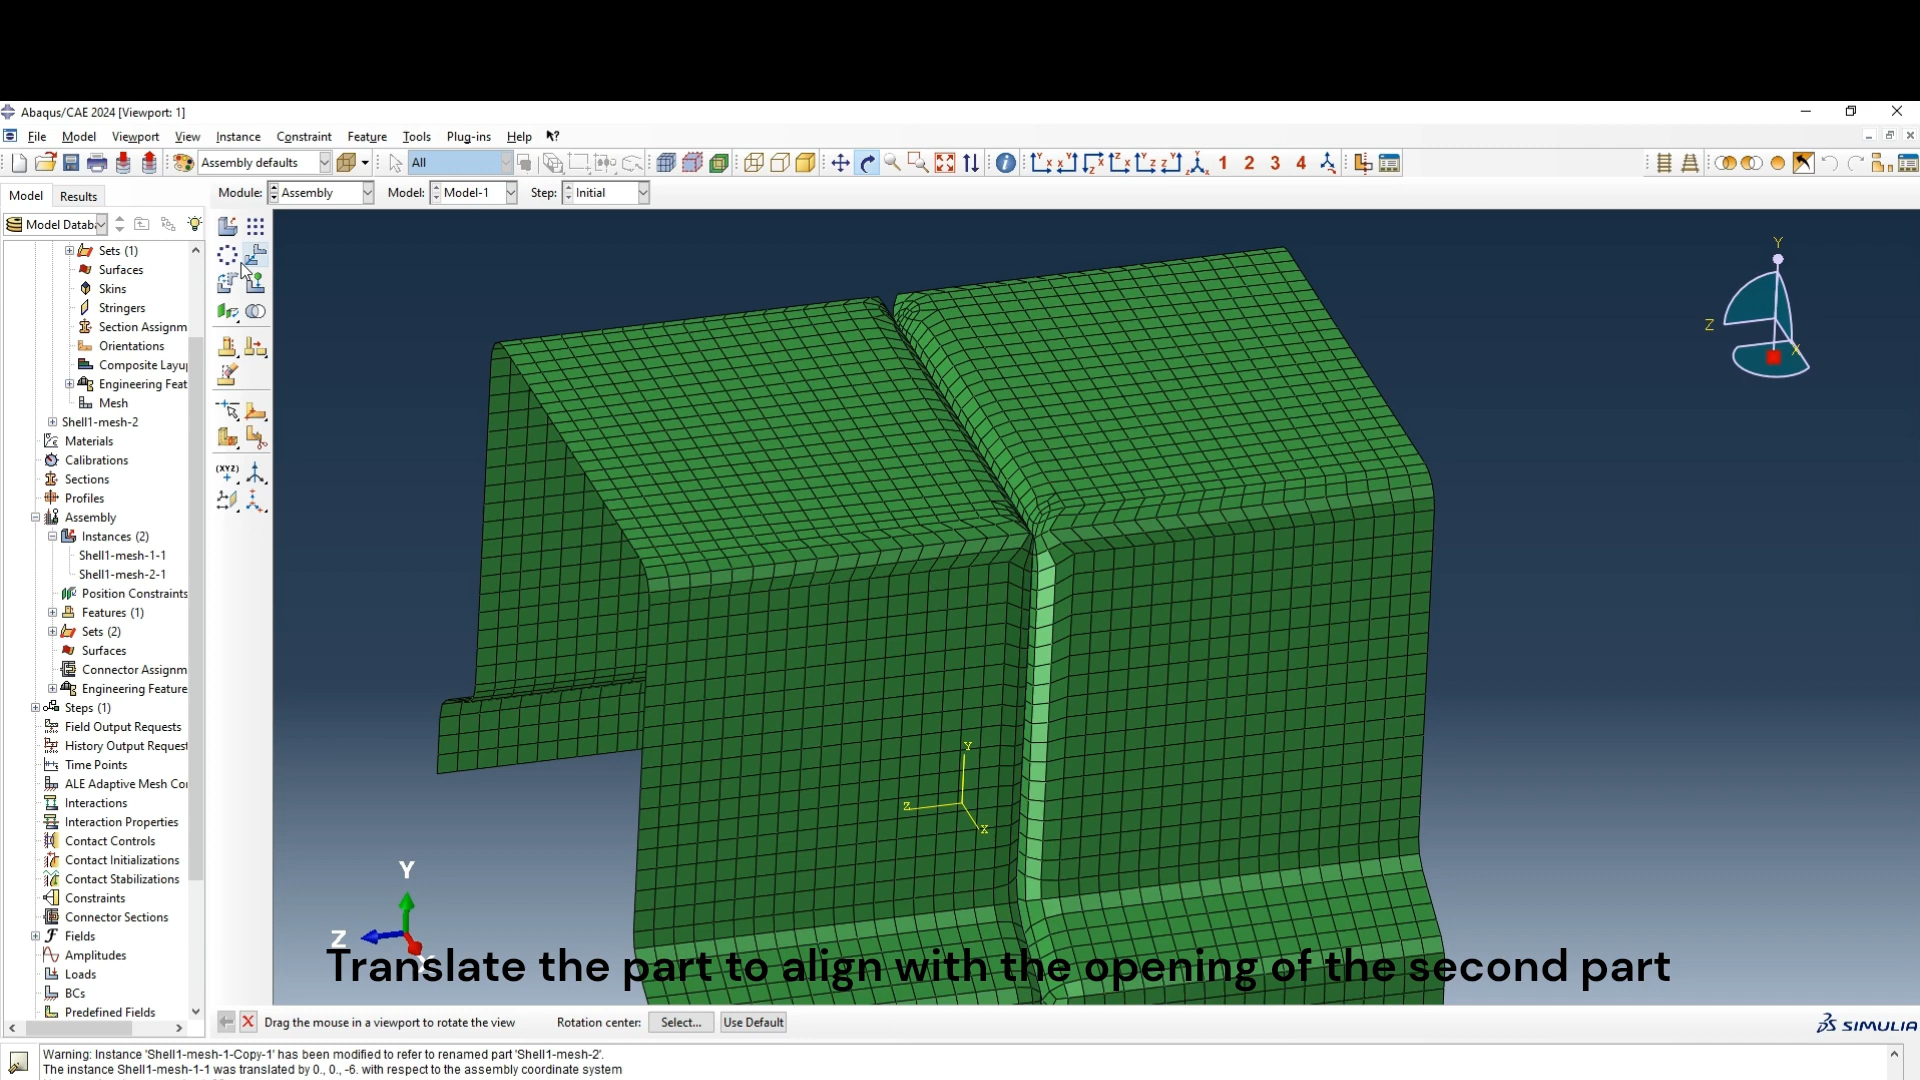 Abaqus/CAE 2024 [Viewport: 1]
File Model Viewport View Instance Constraint Feature Tools Plug-ins Help
Assembly defaults All 1 2 3 4
Model Results Module: Assembly Model: Model-1 Step: Initial
Model Datab
Sets (1)
Surfaces
Skins
Stringers
Section Assignm
Orientations
Composite Layu
Engineering Feat
Mesh
Shell1-mesh-2
Materials
Calibrations
Sections
Profiles
Assembly
Instances (2)
Shell1-mesh-1-1
Shell1-mesh-2-1
Position Constraints
Features (1)
Sets (2)
Surfaces
Connector Assignm
Engineering Feature
Steps (1)
Field Output Requests
History Output Request
Time Points
ALE Adaptive Mesh Co
Interactions
Interaction Properties
Contact Controls
Contact Initializations
Contact Stabilizations
Constraints
Connector Sections
Fields
Amplitudes
Loads
BCs
Predefined Fields
(XYZ)
Y
Z
X
Y
Z
X
Y
Z
Translate the part to align with the opening of the second part
Drag the mouse in a viewport to rotate the view Rotation center: Select... Use Default
SIMULIA
Warning: Instance 'Shell1-mesh-1-Copy-1' has been modified to refer to renamed part 'Shell1-mesh-2'.
The instance Shell1-mesh-1-1 was translated by 0., 0., -6. with respect to the assembly coordinate system